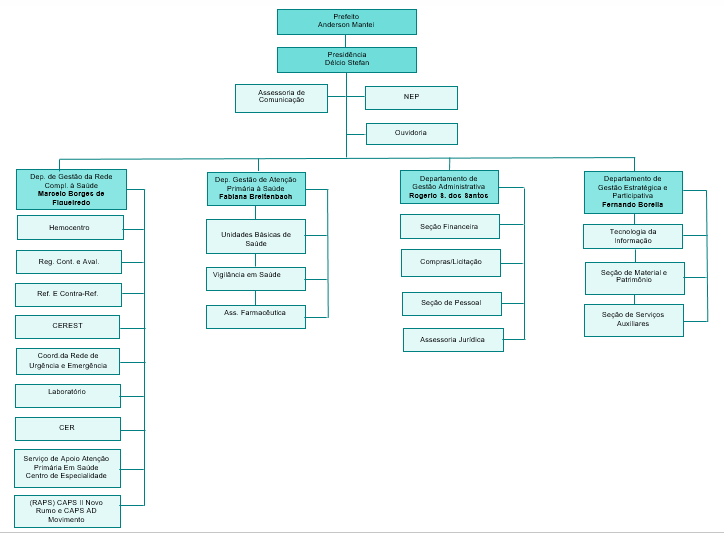 Prefeito
Anderson Mantei
Presidência
Délcio Stefan
Assessoria de
Comunicação
NEP
Ouvidoria
Dep. de Gestão da Rede
Compl. á Saúde
Marcelo Borges de
Figueiredo
Hemocentro
Reg. Cont. e Aval.
Ref. E Contra-Ref.
CEREST
Coord.da Rede de
Urgência e Emergência
Laboratório
CER
Serviço de Apoio Atenção
Primária Em Saúde
Centro de Especialidade
(RAPS) CAPS II Novo
Rumo e CAPS AD
Movimento
Dep. Gestão de Atenção
Primária à Saúde
Fabiana Breitenbach
Unidades Básicas de
Saúde
Vigilância em Saúde
Ass. Farmacêutica
Departamento de
Gestão Administrativa
Rogerio S. dos Santos
Seção Financeira
Compras/Licitação
Seção de Pessoal
Assessoria Jurídica
Departamento de
Gestão Estratégica e
Participativa
Fernando Borella
Tecnologia da
Informação
Seção de Material e
Patrimônio
Seção de Serviços
Auxiliares